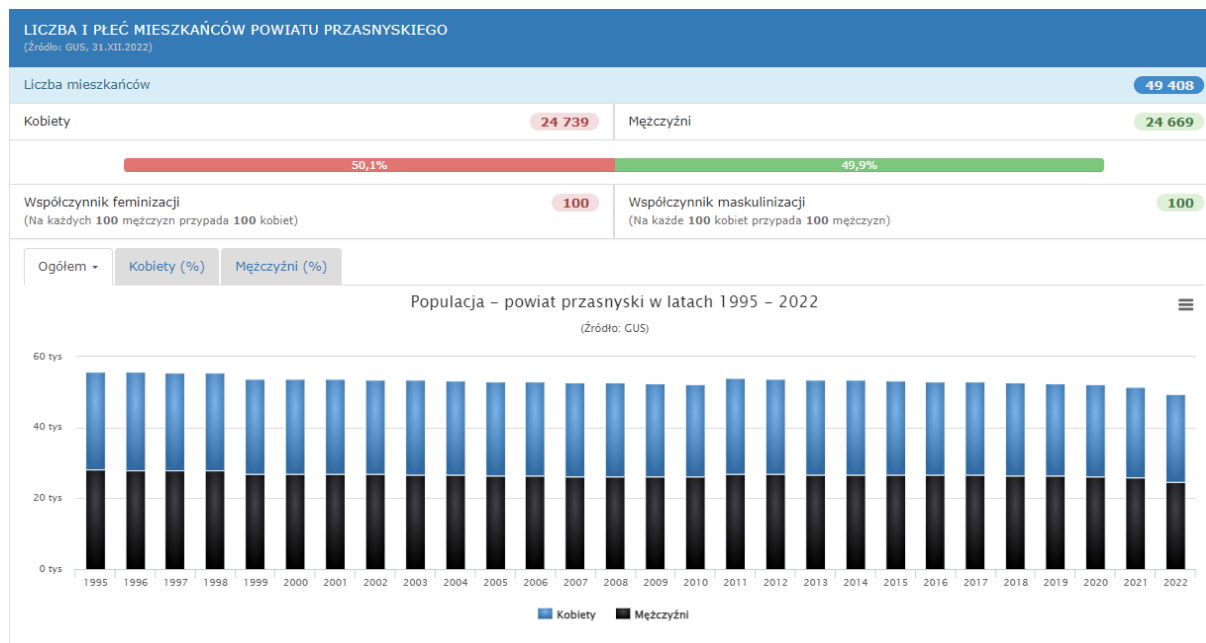 LICZBA I PŁEĆ MIESZKAŃCÓW POWIATU PRZASNYSKIEGO
(Źródło: GUS, 31.XII.2022)
Liczba mieszkańców 49 408
Kobiety 24 739 Mężczyźni 24 669
50,1% 49,9%
Współczynnik feminizacji 100 Współczynnik maskulinizacji 100
(Na każdych 100 mężczyzn przypada 100 kobiet) (Na każde 100 kobiet przypada 100 mężczyzn)
Ogółem Kobiety (%) Mężczyźni (%)
Populacja – powiat przasnyski w latach 1995 – 2022
(Źródło: GUS)
60 tys
40 tys
20 tys
0 tys
1995 1996 1997 1998 1999 2000 2001 2002 2003 2004 2005 2006 2007 2008 2009 2010 2011 2012 2013 2014 2015 2016 2017 2018 2019 2020 2021 2022
Kobiety Mężczyźni